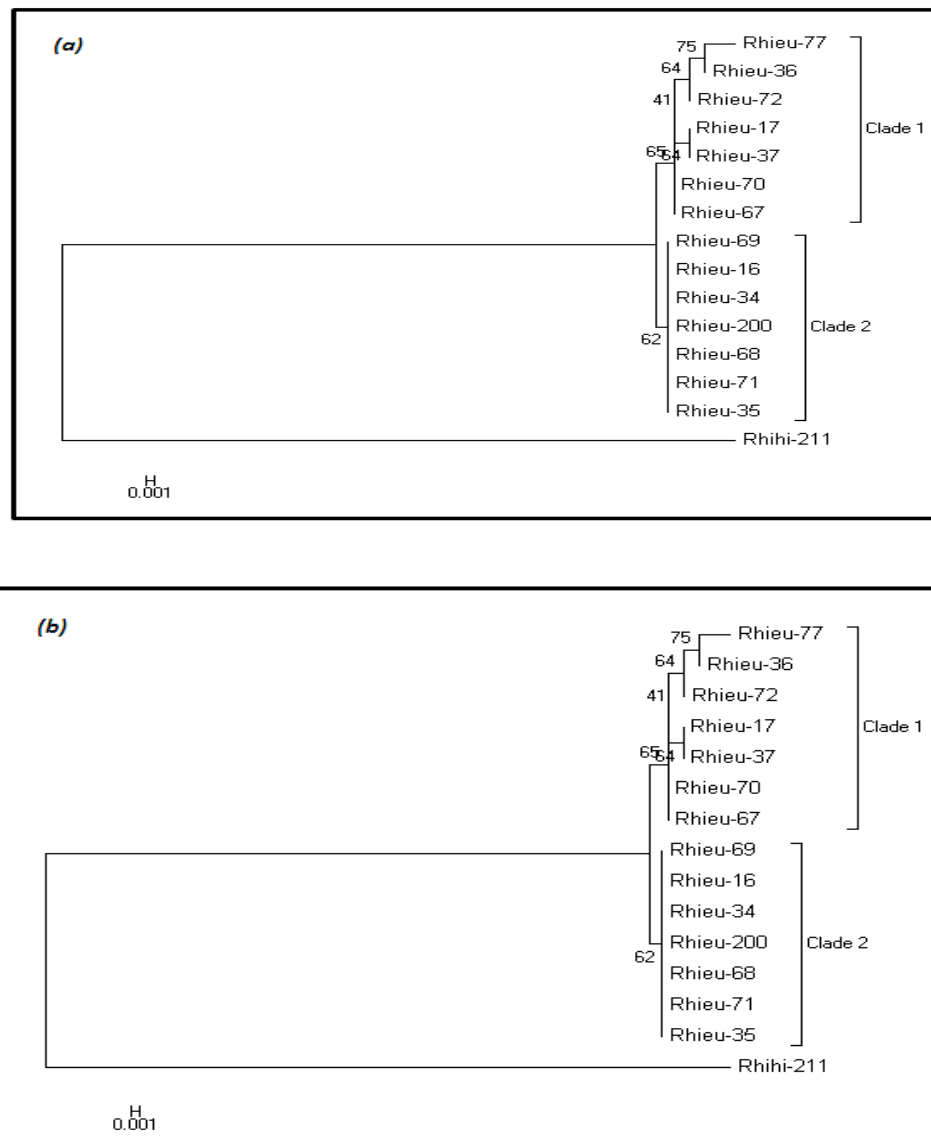 (a)
75
Rhieu-77
64
Rhieu-36
41
Rhieu-72
Rhieu-17
Clade 1
65
64
Rhieu-37
Rhieu-70
Rhieu-67
Rhieu-69
Rhieu-16
Rhieu-34
Rhieu-200
Clade 2
62
Rhieu-68
Rhieu-71
Rhieu-35
Rhihi-211
H
0.001
(b)
75
Rhieu-77
64
Rhieu-36
41
Rhieu-72
Rhieu-17
Clade 1
65
64
Rhieu-37
Rhieu-70
Rhieu-67
Rhieu-69
Rhieu-16
Rhieu-34
Rhieu-200
Clade 2
62
Rhieu-68
Rhieu-71
Rhieu-35
Rhihi-211
H
0.001